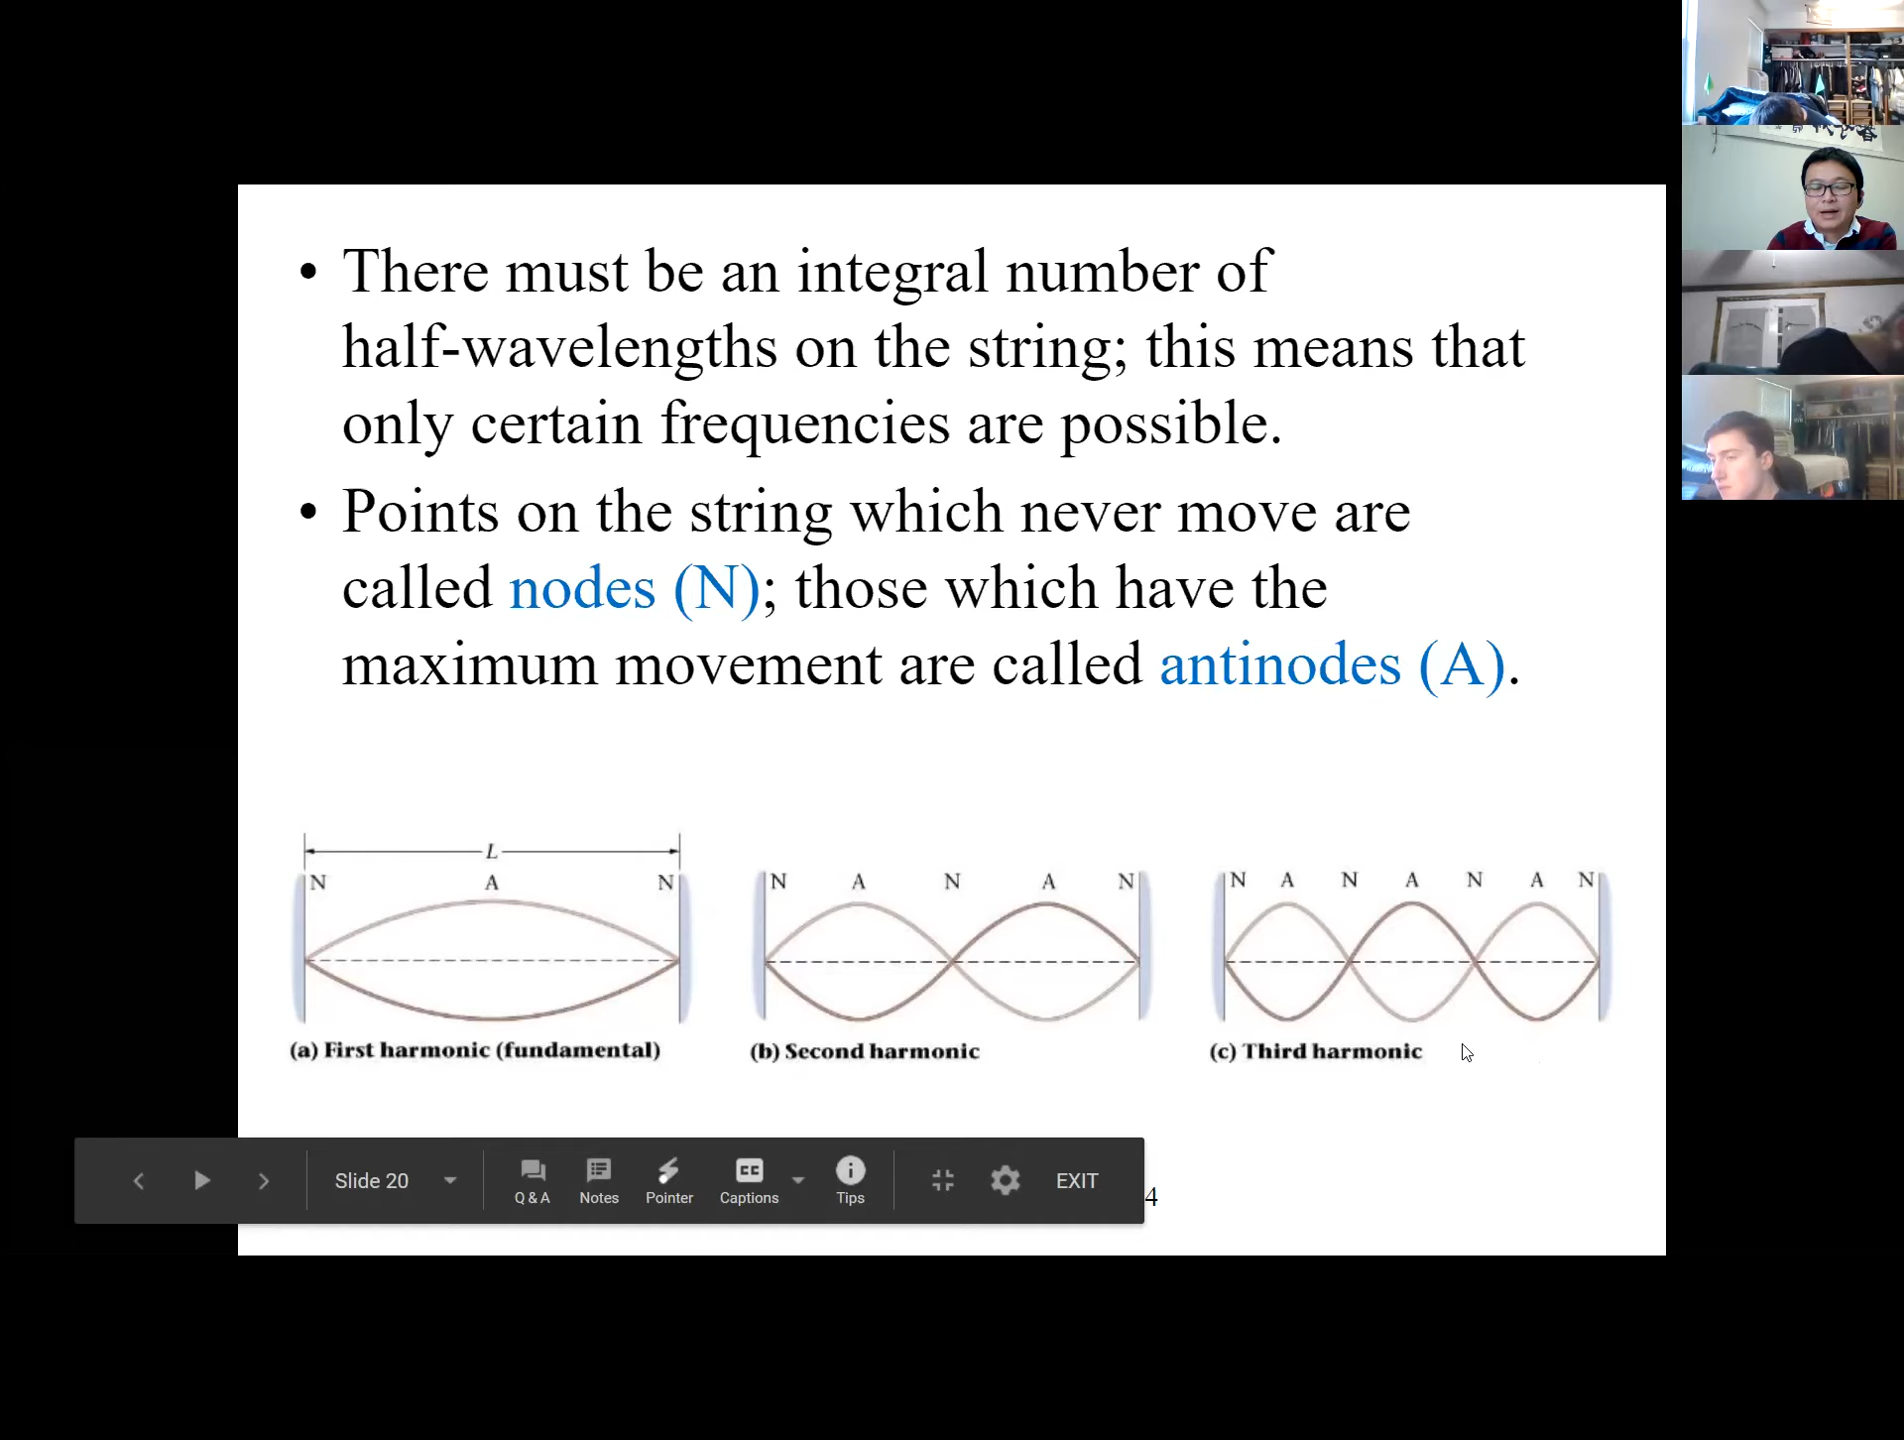 • There must be an integral number of
half-wavelengths on the string; this means that
only certain frequencies are possible.
• Points on the string which never move are
called nodes (N); those which have the
maximum movement are called antinodes (A).
L
N A N
N A N A N
N A N A N A N
(a) First harmonic (fundamental)
(b) Second harmonic
(c) Third harmonic
Slide 20
Q & A
Notes
Pointer
CC
Captions
Tips
EXIT
4